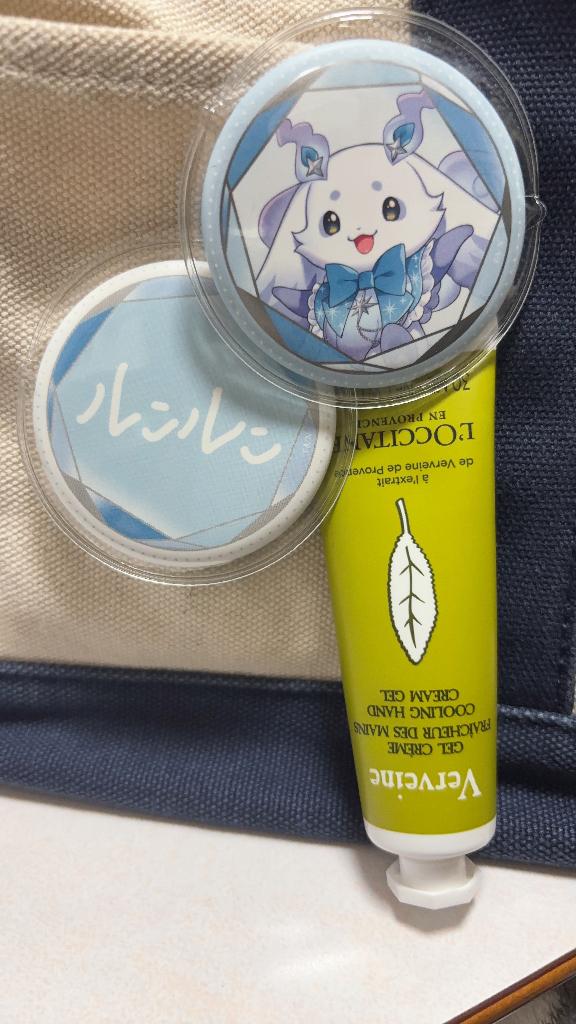 ルンルン
Verveine
GEL CRÈME
FRAÎCHEUR DES MAINS
COOLING HAND
CREAM GEL
à l'extrait
de Verveine de Provence
EN PROVENCE
30